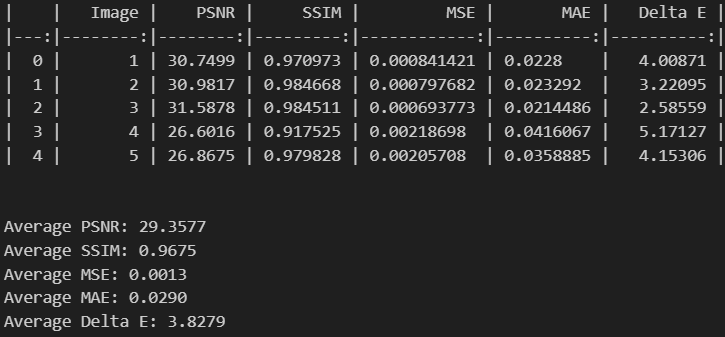 |    |   Image |    PSNR |     SSIM |         MSE |       MAE |   Delta E |
|---:|--------:|--------:|---------:|------------:|----------:|----------:|
|  0 |       1 | 30.7499 | 0.970973 | 0.000841421 | 0.0228    |   4.00871 |
|  1 |       2 | 30.9817 | 0.984668 | 0.000797682 | 0.023292  |   3.22095 |
|  2 |       3 | 31.5878 | 0.984511 | 0.000693773 | 0.0214486 |   2.58559 |
|  3 |       4 | 26.6016 | 0.917525 | 0.00218698  | 0.0416067 |   5.17127 |
|  4 |       5 | 26.8675 | 0.979828 | 0.00205708  | 0.0358885 |   4.15306 |
Average PSNR: 29.3577
Average SSIM: 0.9675
Average MSE: 0.0013
Average MAE: 0.0290
Average Delta E: 3.8279